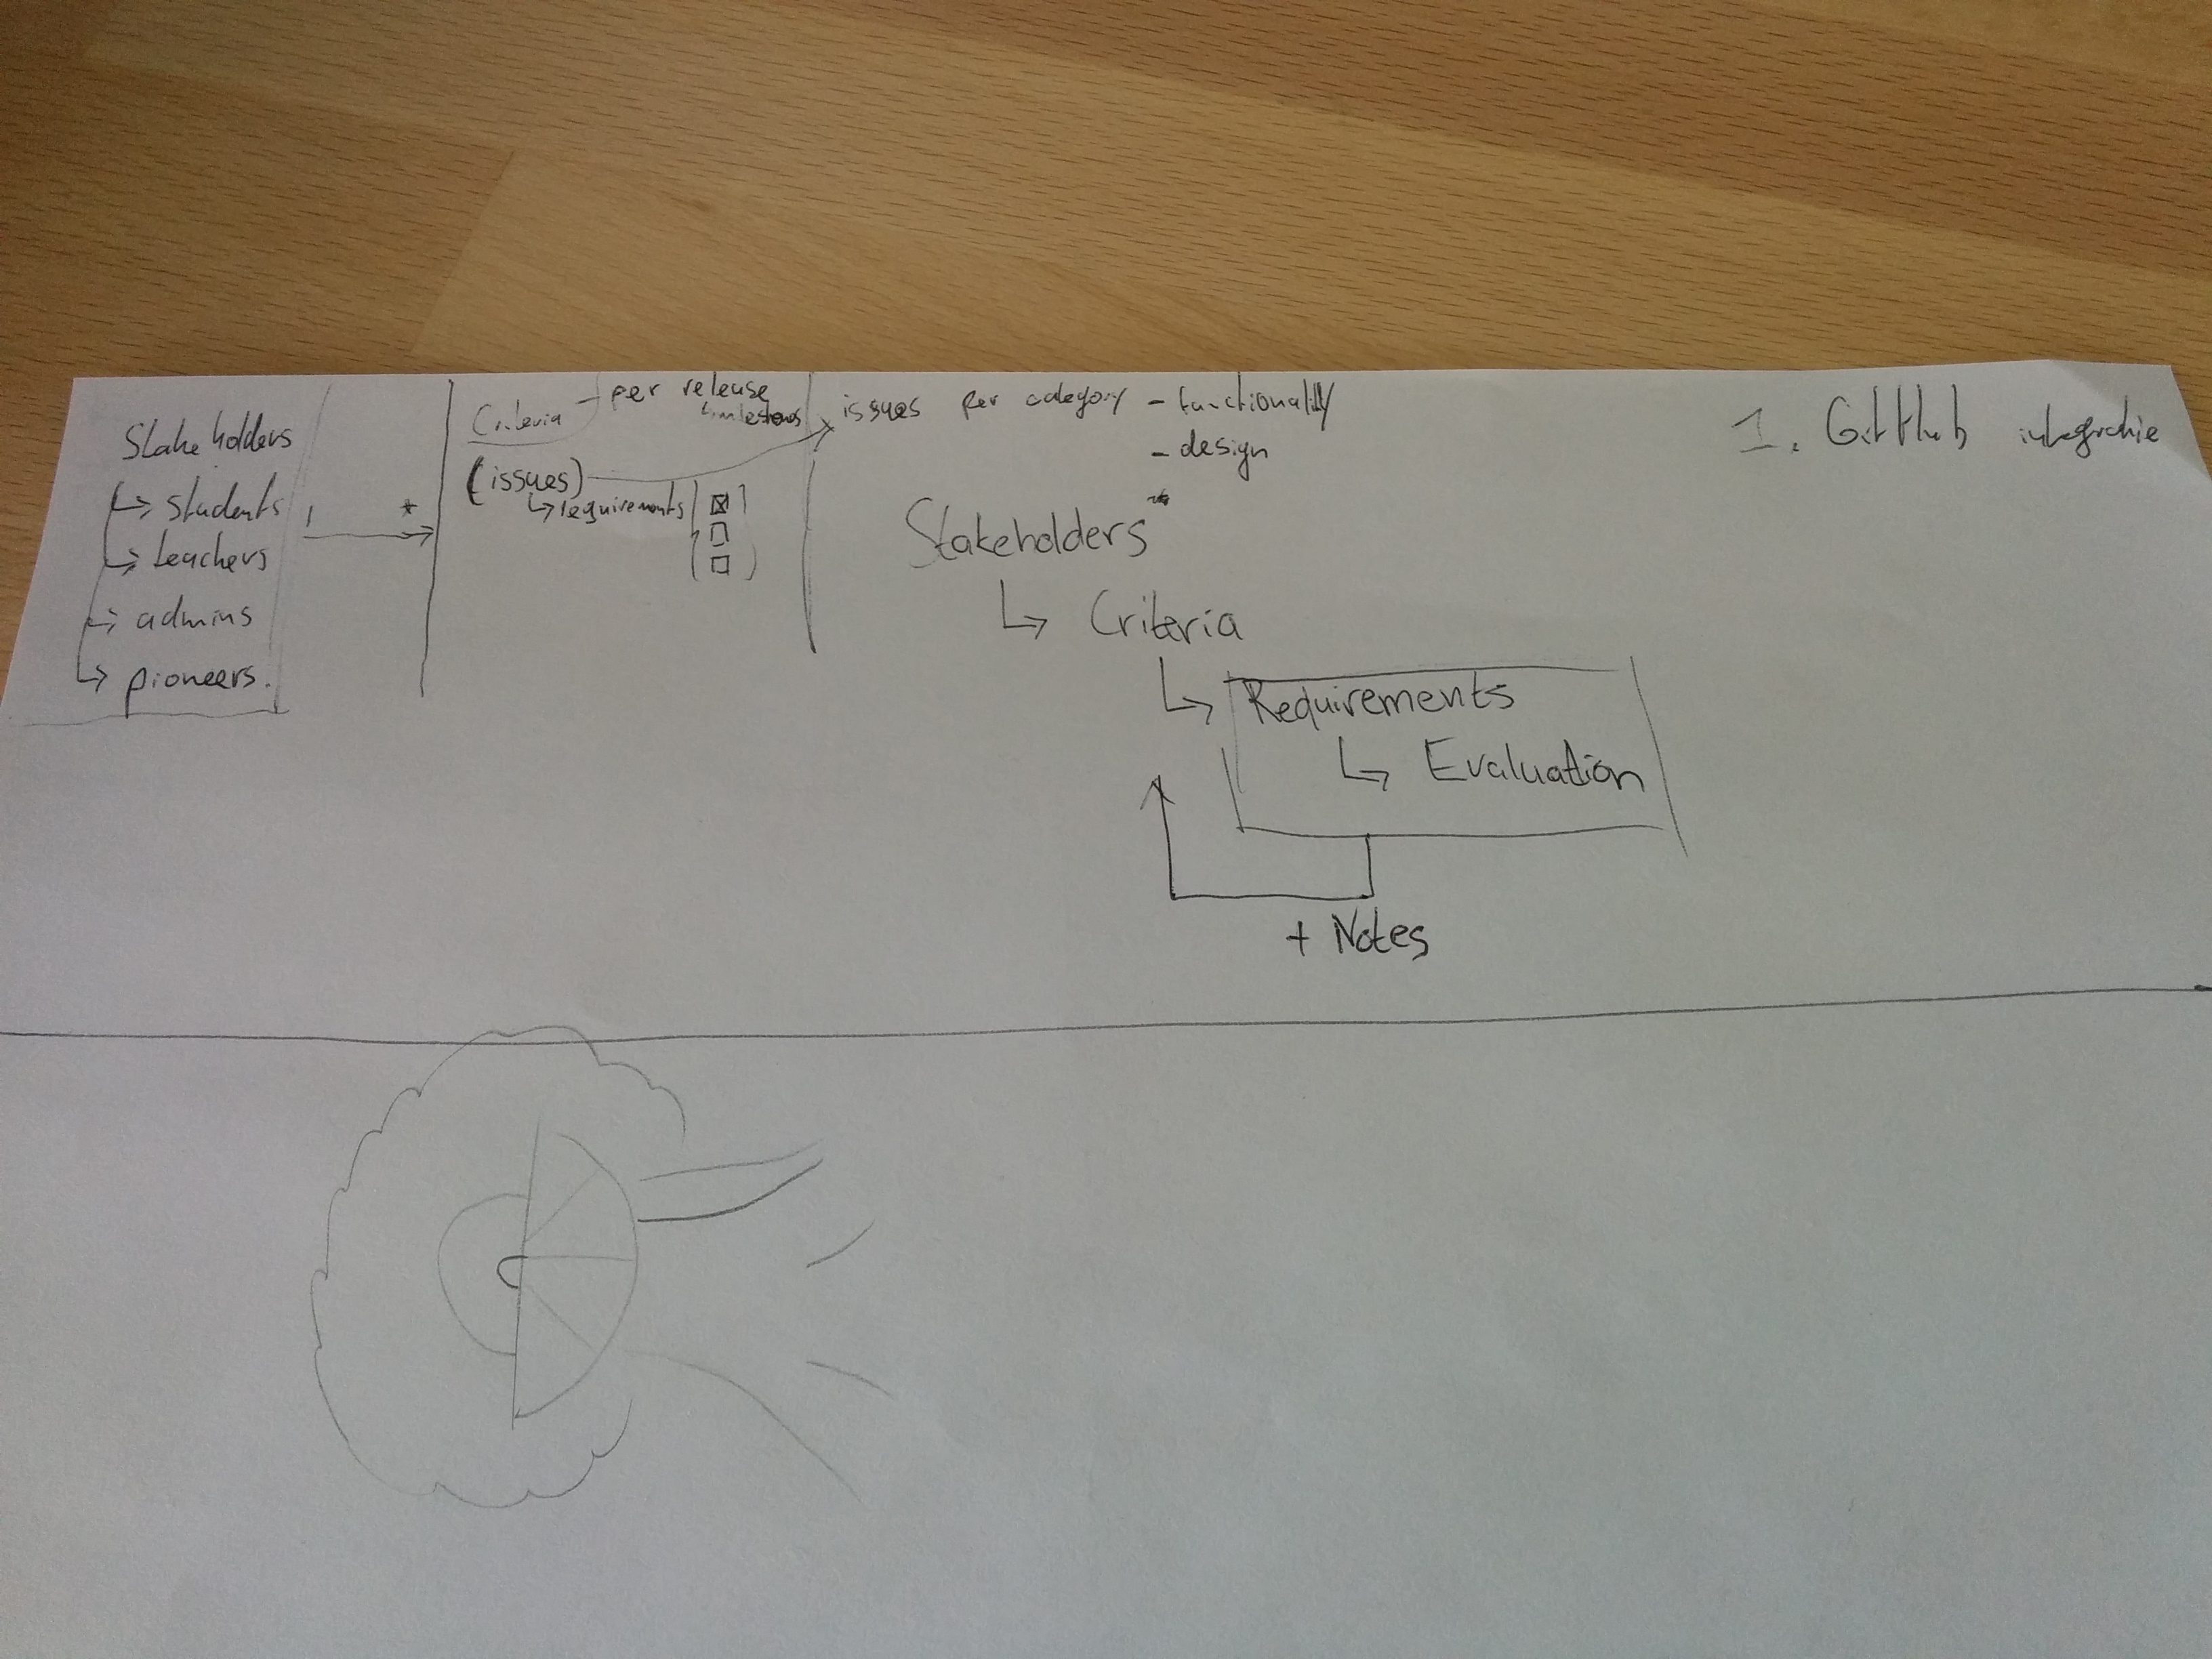 Stakeholders
↳ students
↳ teachers
↳ admins
↳ pioneers.
1 *
Criteria - per release
milestones
(issues)
↳ requirements
issues per category - functionality
- design
Stakeholders
↳ Criteria
↳ Requirements
↳ Evaluation
+ Notes
1. GitHub integratie